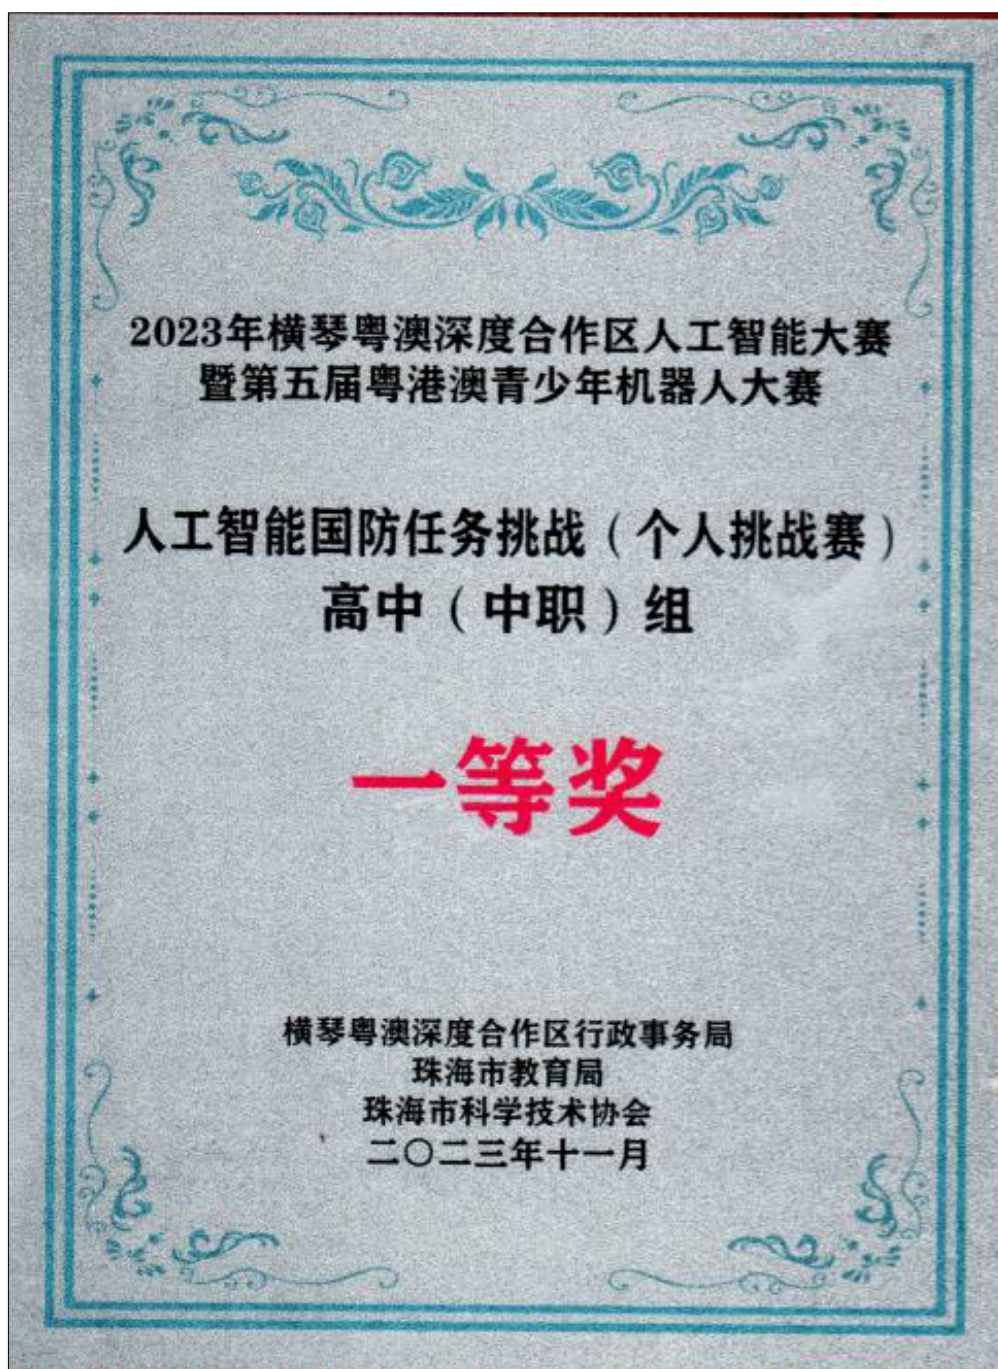 2023年横琴粤澳深度合作区人工智能大赛
暨第五届粤港澳青少年机器人大赛
人工智能国防任务挑战（个人挑战赛）
高中（中职）组
一等奖
横琴粤澳深度合作区行政事务局
珠海市教育局
珠海市科学技术协会
二〇二三年十一月